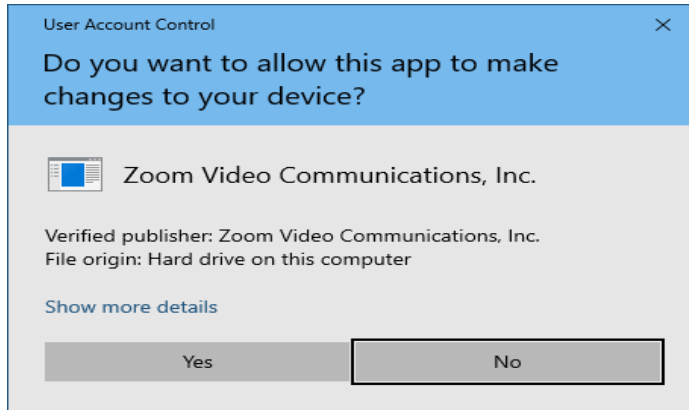 User Account Control
Do you want to allow this app to make
changes to your device?
Zoom Video Communications, Inc.
Verified publisher: Zoom Video Communications, Inc.
File origin: Hard drive on this computer
Show more details
Yes
No